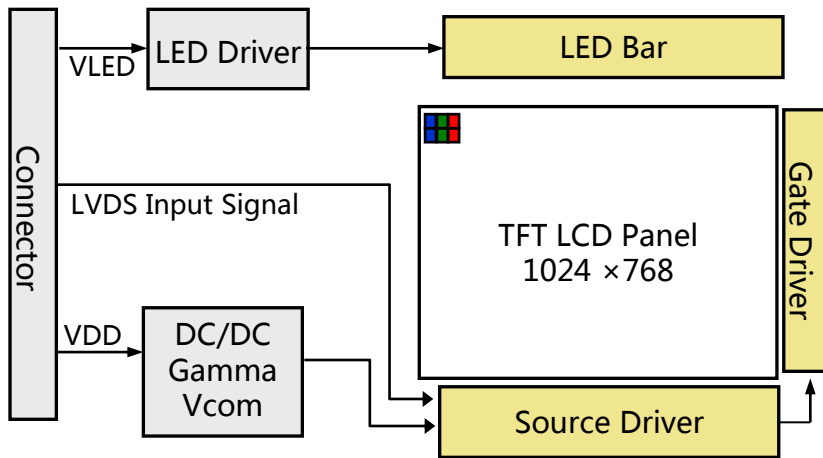 LED Driver
LED Bar
VLED
Connector
LVDS Input Signal
TFT LCD Panel
1024 ×768
Gate Driver
VDD
DC/DC
Gamma
Vcom
Source Driver